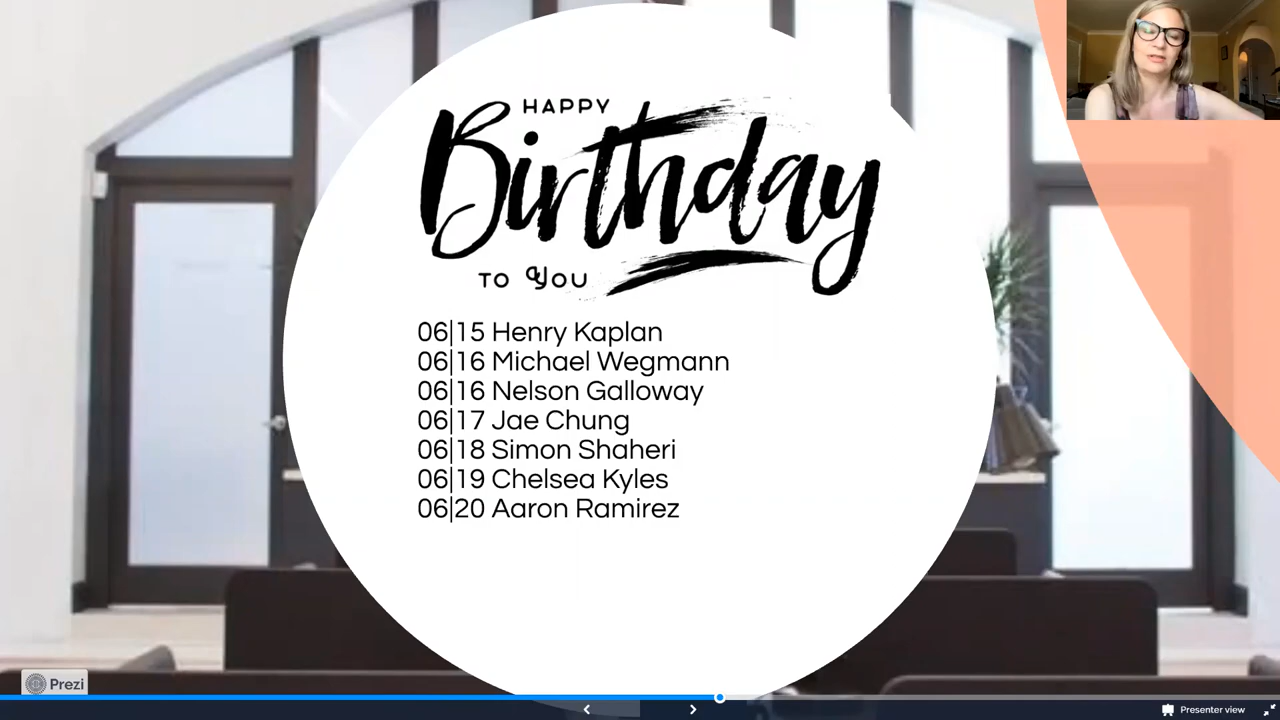 HAPPY
Birthday
TO YOU
06|15 Henry Kaplan
06|16 Michael Wegmann
06|16 Nelson Galloway
06|17 Jae Chung
06|18 Simon Shaheri
06|19 Chelsea Kyles
06|20 Aaron Ramirez
Prezi
Presenter view